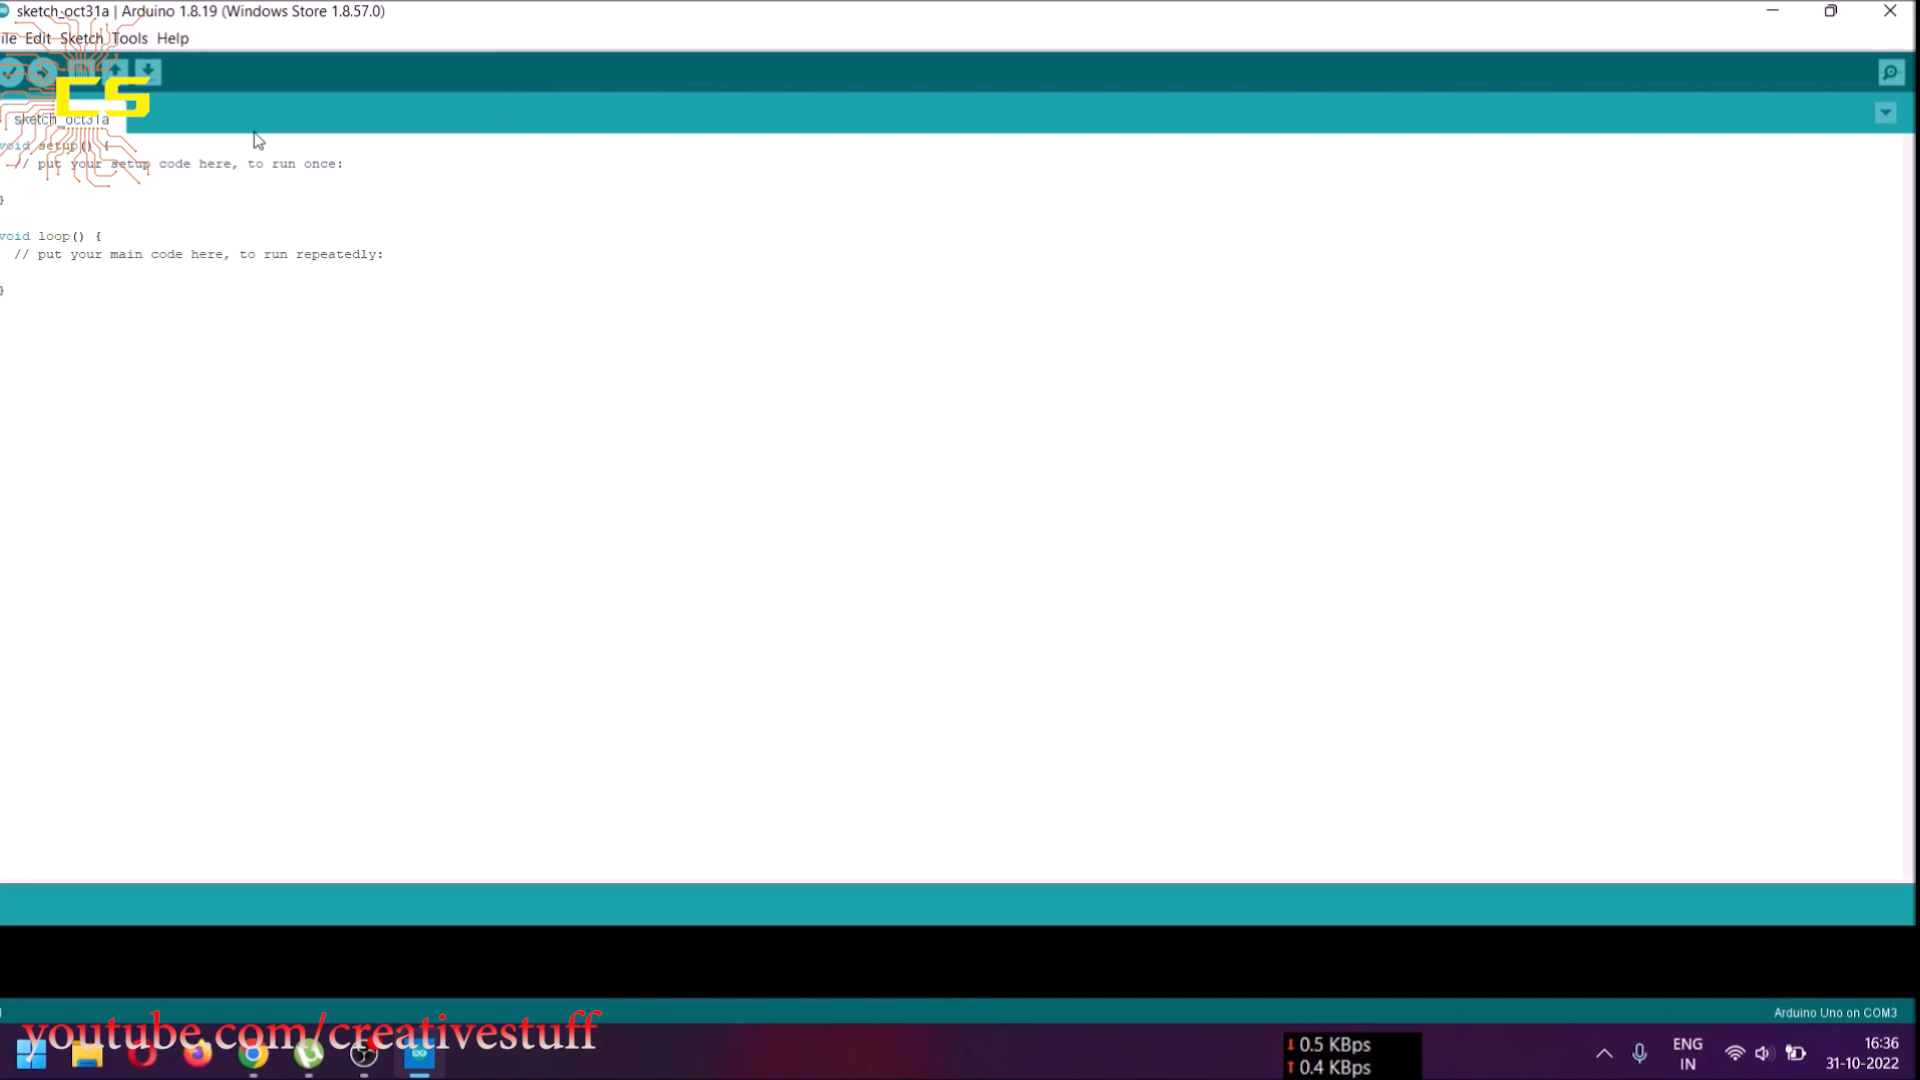 sketch_oct31a | Arduino 1.8.19 (Windows Store 1.8.57.0)
ile Edit Sketch Tools Help
CS
sketch_oct31a
void setup() {
// put your setup code here, to run once:
}
void loop() {
// put your main code here, to run repeatedly:
}
Arduino Uno on COM3
youtube.com/creativestuff
0.5 KBps
0.4 KBps
ENG
IN
16:36
31-10-2022